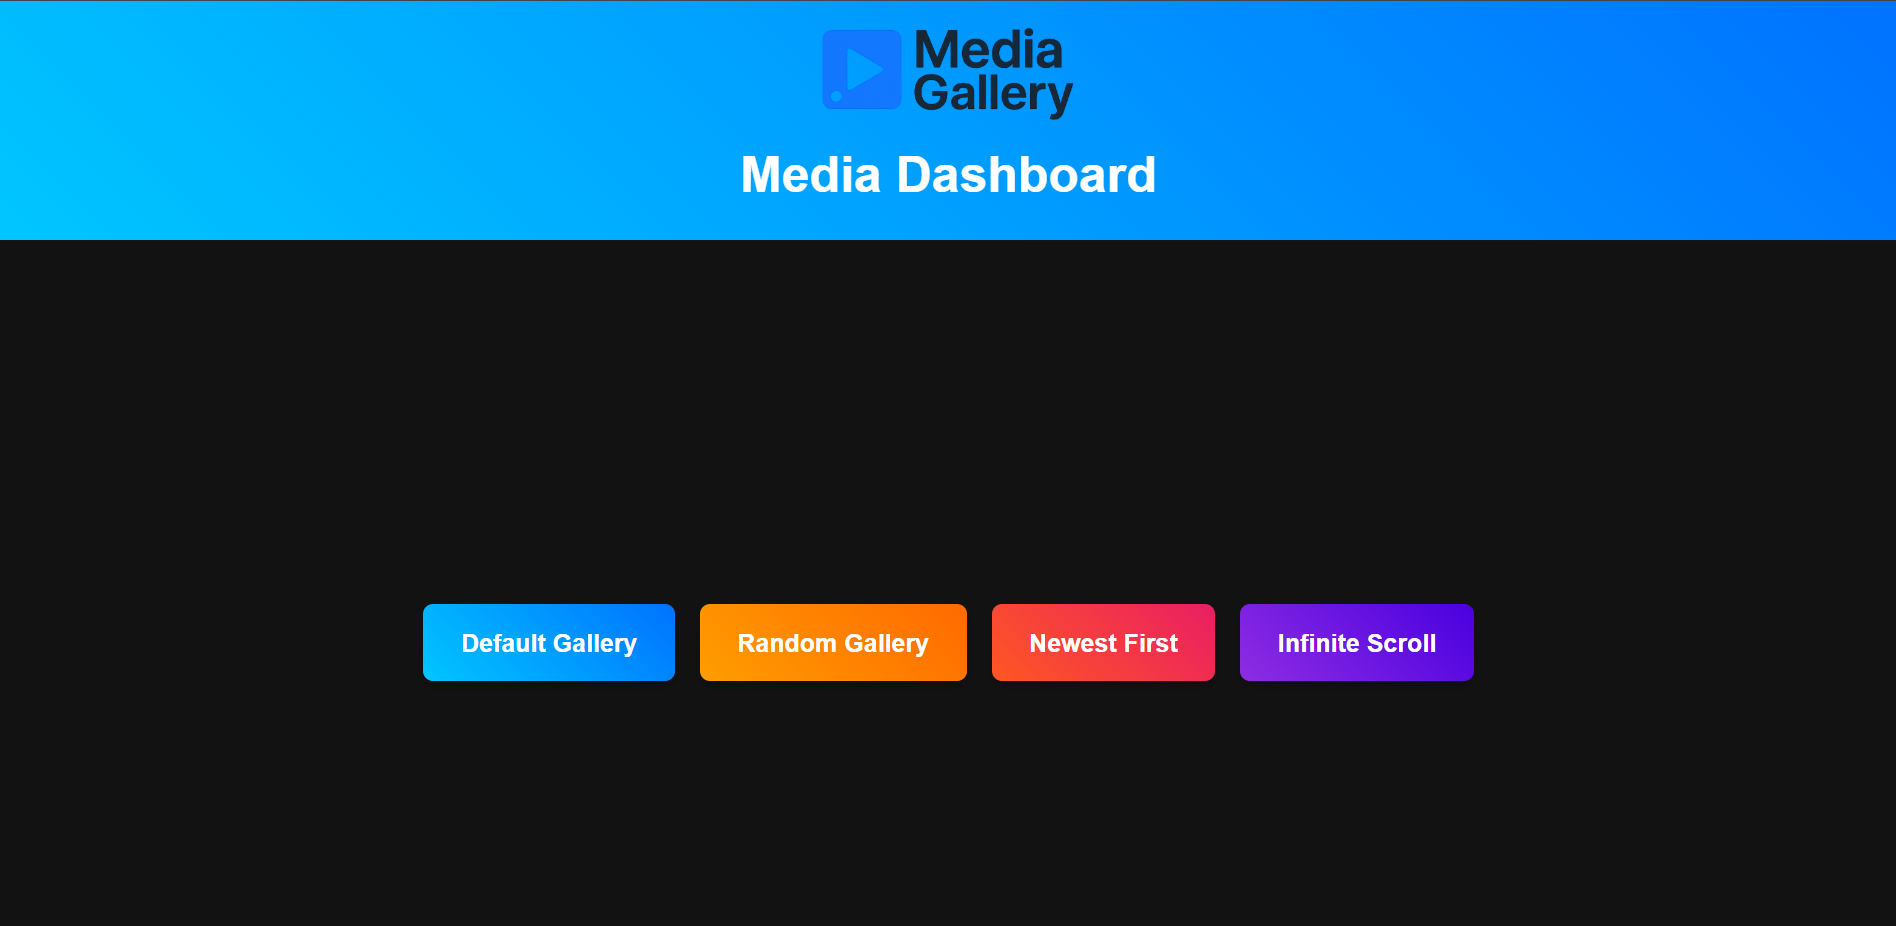 Media
Gallery
Media Dashboard
Default Gallery
Random Gallery
Newest First
Infinite Scroll